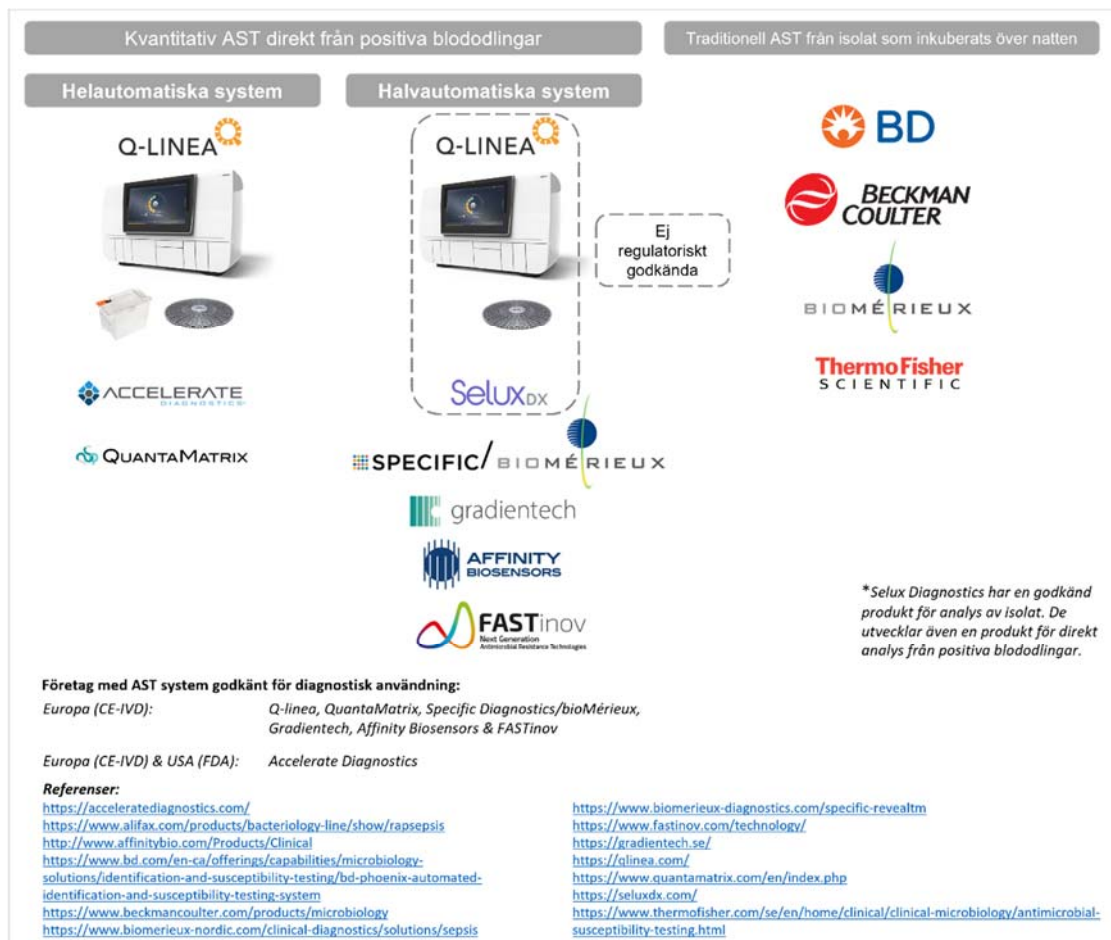 Kvantitativ AST direkt från positiva blododlingar
Traditionell AST från isolat som inkuberats över natten
Helautomatiska system
Halvautomatiska system
Q-LINEA
Q-LINEA
BD
BECKMAN
COULTER
Ej
regulatoriskt
godkända
BIOMÉRIEUX
ThermoFisher
SCIENTIFIC
ACCELERATE
DIAGNOSTICS
SeLUX DX
QUANTAMATRIX
SPECIFIC/
BIOMÉRIEUX
gradientech
AFFINITY
BIOSENSORS
FASTinov
Next Generation
Antimicrobial Resistance Technologies
*Selux Diagnostics har en godkänd
produkt för analys av isolat. De
utvecklar även en produkt för direkt
analys från positiva blododlingar.
Företag med AST system godkänt för diagnostisk användning:
Europa (CE-IVD): Q-linea, QuantaMatrix, Specific Diagnostics/bioMérieux,
Gradientech, Affinity Biosensors & FASTinov
Europa (CE-IVD) & USA (FDA): Accelerate Diagnostics
Referenser:
https://acceleratediagnostics.com/
https://www.alifax.com/products/bacteriology-line/show/rapsepsis
http://www.affinitybio.com/Products/Clinical
https://www.bd.com/en-ca/offerings/capabilities/microbiology-
solutions/identification-and-susceptibility-testing/bd-phoenix-automated-
identification-and-susceptibility-testing-system
https://www.beckmancoulter.com/products/microbiology
https://www.biomerieux-nordic.com/clinical-diagnostics/solutions/sepsis
https://www.biomerieux-diagnostics.com/specific-revealtm
https://www.fastinov.com/technology/
https://gradientech.se/
https://qlinea.com/
https://www.quantamatrix.com/en/index.php
https://seluxdx.com/
https://www.thermofisher.com/se/en/home/clinical/clinical-microbiology/antimicrobial-
susceptibility-testing.html